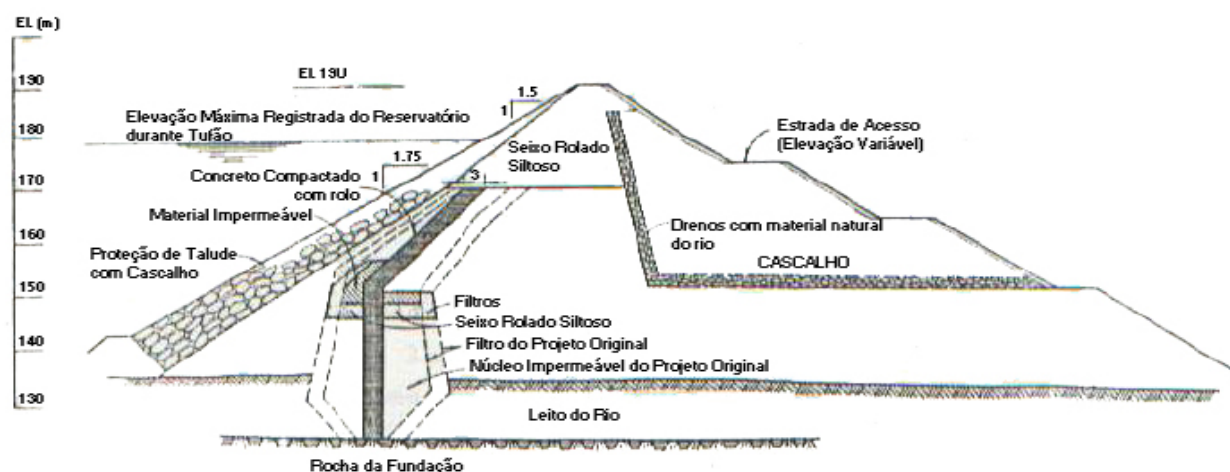 EL (m)
EL 19U
190
1.5
1
Elevação Máxima Registrada do Reservatório
durante Tufão
180
Estrada de Acesso
(Elevação Variável)
Seixo Rolado
Siltoso
1.75
1
Concreto Compactado
com rolo
3
170
Material Impermeável
Drenos com material natural
do rio
160
Proteção de Talude
com Cascalho
CASCALHO
150
Filtros
Seixo Rolado Siltoso
Filtro do Projeto Original
140
Núcleo Impermeável do Projeto Original
130
Leito do Rio
Rocha da Fundação